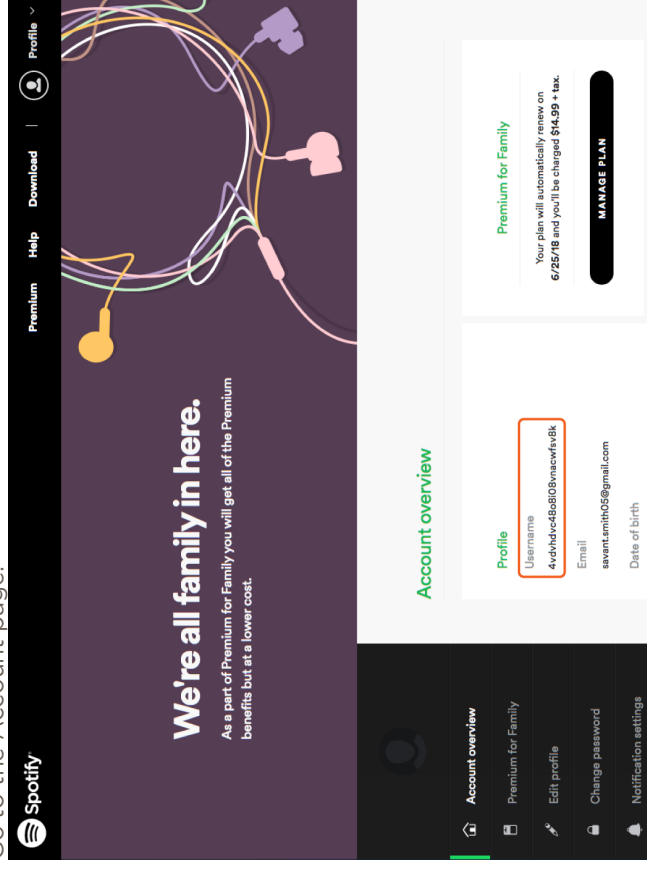 Go to the Account page.
Spotify
Premium
Help
Download
Profile
We're all family in here.
As a part of Premium for Family you will get all of the Premium
benefits but at a lower cost.
Account overview
Premium for Family
Edit profile
Change password
Notification settings
Account overview
Profile
Username
4vdvhdvc48o8i08vnacwfsv8k
Email
savant.smith05@gmail.com
Date of birth
Premium for Family
Your plan will automatically renew on
6/25/18 and you'll be charged $14.99 + tax.
MANAGE PLAN